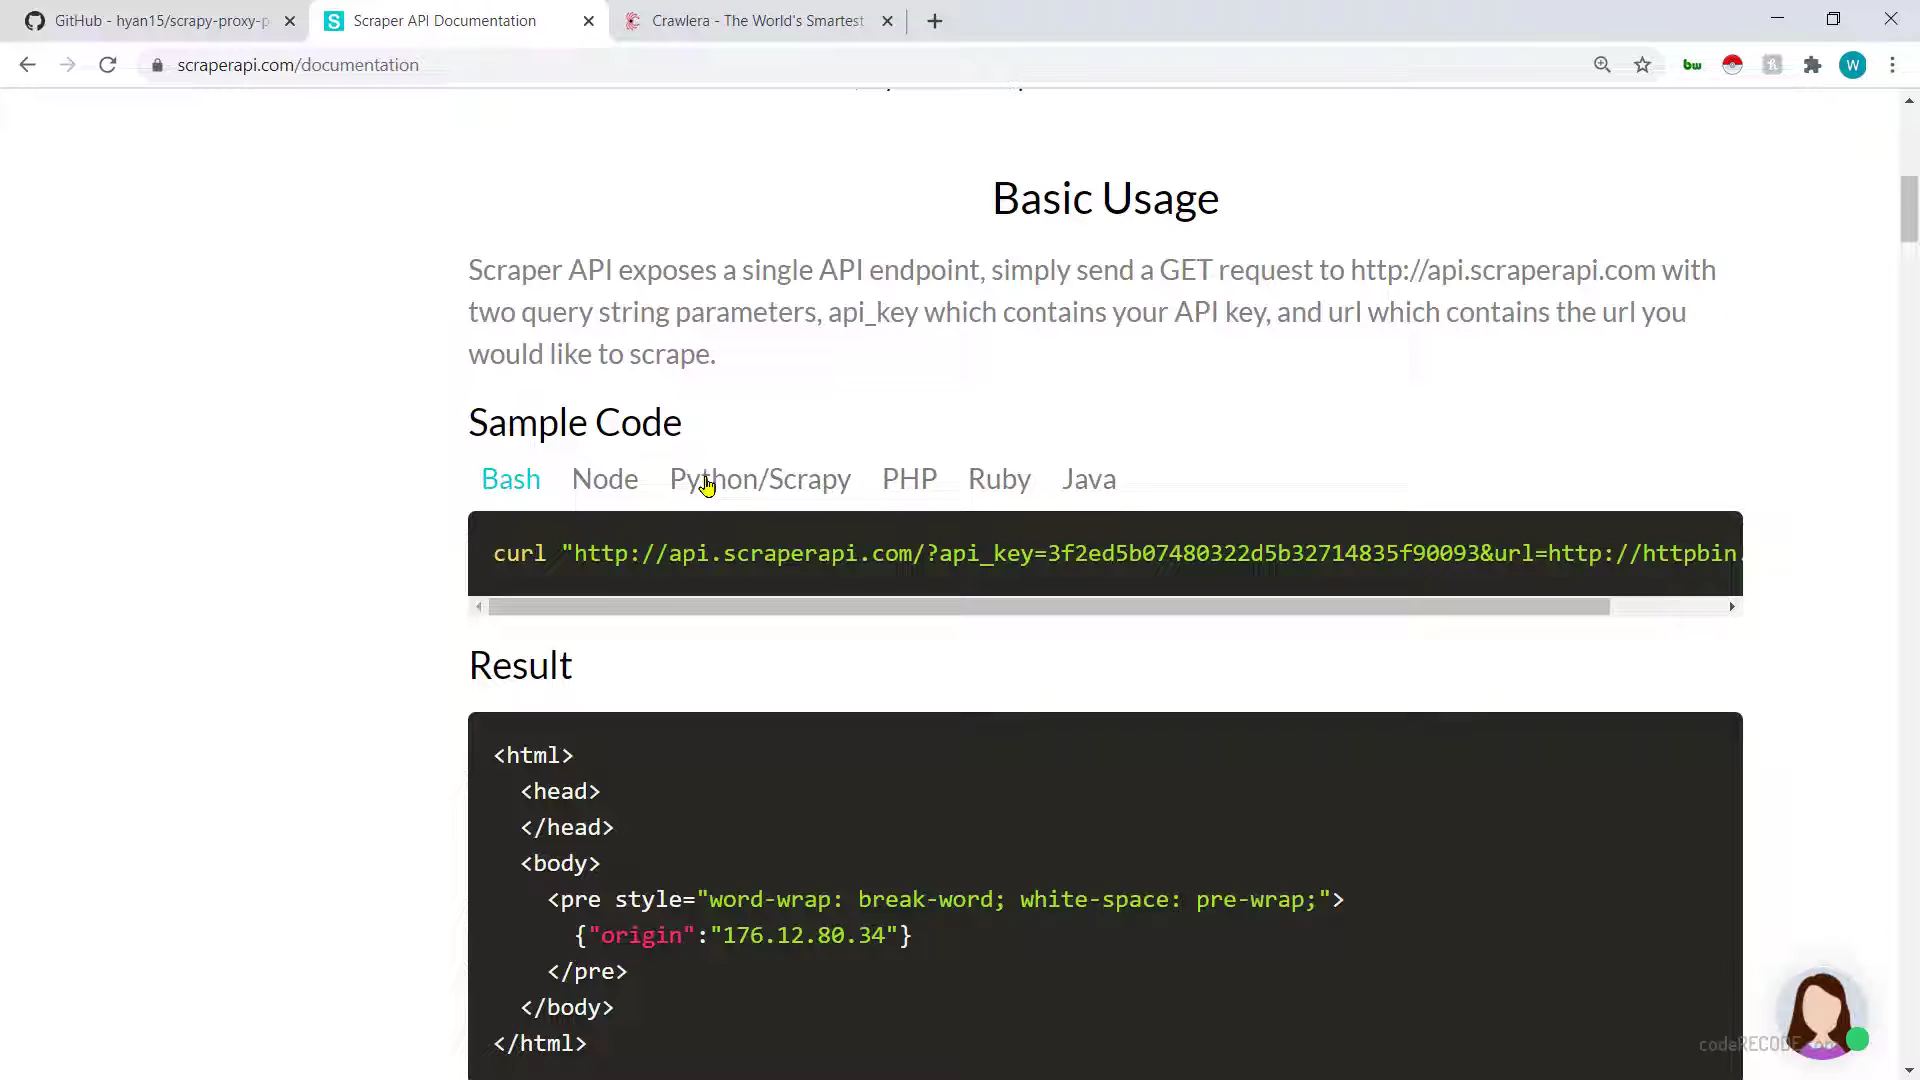 GitHub - hyan15/scrapy-proxy-p
Scraper API Documentation
Crawlera - The World's Smartest
scraperapi.com/documentation
bw
W
Basic Usage
Scraper API exposes a single API endpoint, simply send a GET request to http://api.scraperapi.com with
two query string parameters, api_key which contains your API key, and url which contains the url you
would like to scrape.
Sample Code
Bash Node Python/Scrapy PHP Ruby Java
curl "http://api.scraperapi.com/?api_key=3f2ed5b07480322d5b32714835f90093&url=http://httpbin.
Result
<html>
<head>
</head>
<body>
<pre style="word-wrap: break-word; white-space: pre-wrap;">
{"origin":"176.12.80.34"}
</pre>
</body>
</html>
codeRECODE.com